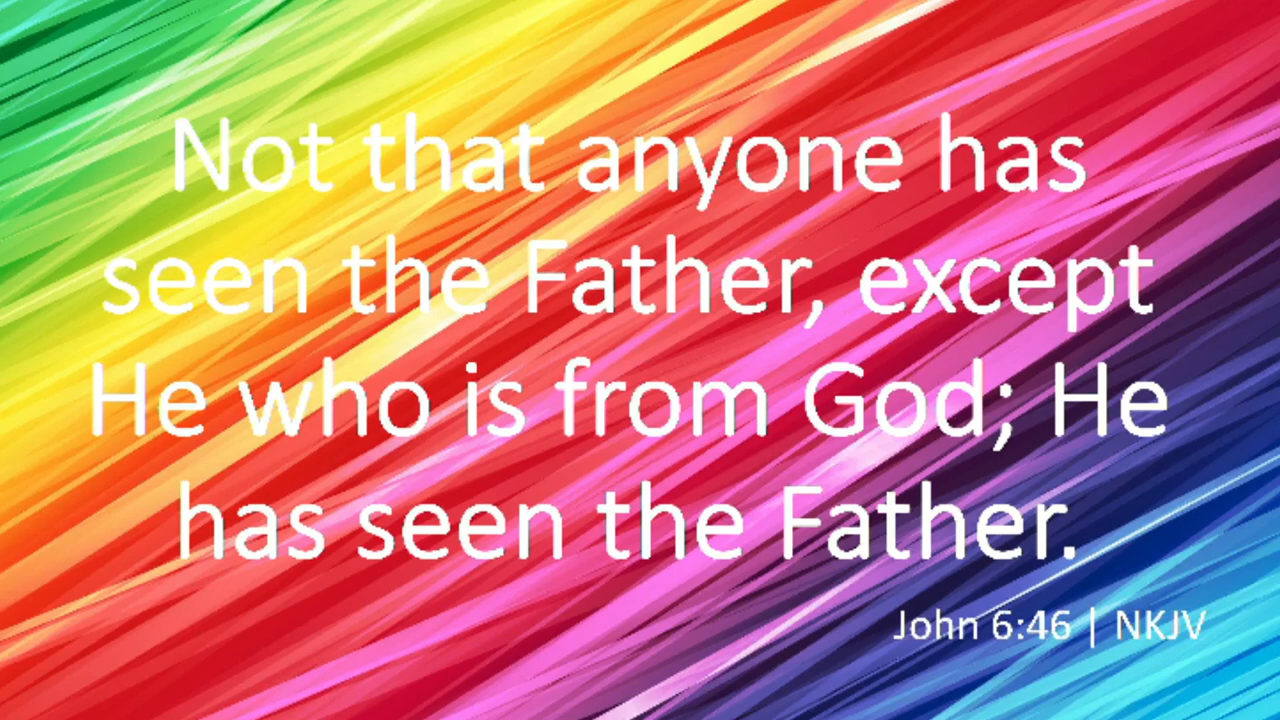 Not that anyone has
seen the Father, except
He who is from God; He
has seen the Father.
John 6:46 | NKJV